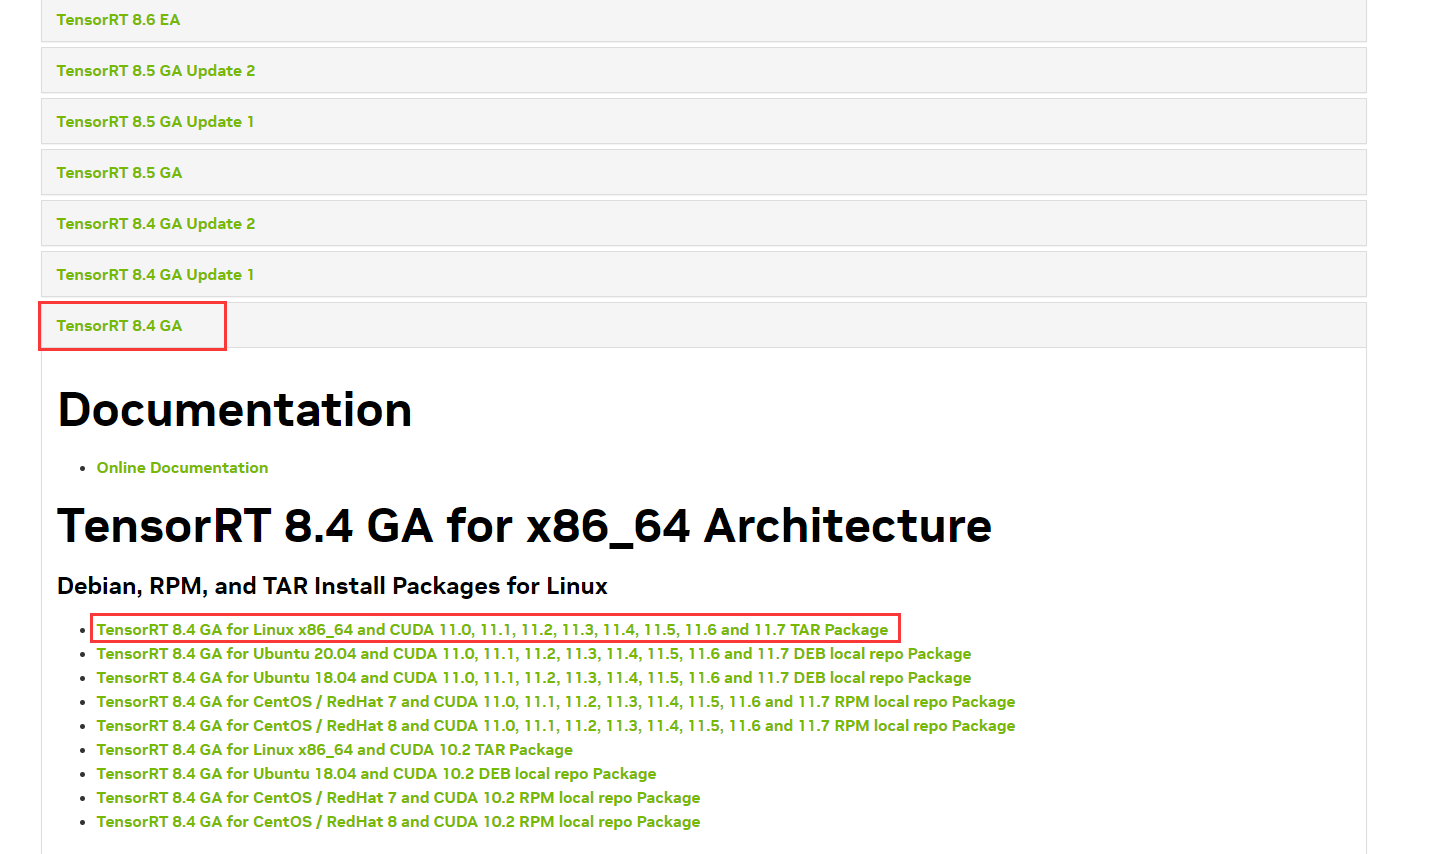 TensorRT 8.6 EA
TensorRT 8.5 GA Update 2
TensorRT 8.5 GA Update 1
TensorRT 8.5 GA
TensorRT 8.4 GA Update 2
TensorRT 8.4 GA Update 1
TensorRT 8.4 GA
Documentation
Online Documentation
TensorRT 8.4 GA for x86_64 Architecture
Debian, RPM, and TAR Install Packages for Linux
TensorRT 8.4 GA for Linux x86_64 and CUDA 11.0, 11.1, 11.2, 11.3, 11.4, 11.5, 11.6 and 11.7 TAR Package
TensorRT 8.4 GA for Ubuntu 20.04 and CUDA 11.0, 11.1, 11.2, 11.3, 11.4, 11.5, 11.6 and 11.7 DEB local repo Package
TensorRT 8.4 GA for Ubuntu 18.04 and CUDA 11.0, 11.1, 11.2, 11.3, 11.4, 11.5, 11.6 and 11.7 DEB local repo Package
TensorRT 8.4 GA for CentOS / RedHat 7 and CUDA 11.0, 11.1, 11.2, 11.3, 11.4, 11.5, 11.6 and 11.7 RPM local repo Package
TensorRT 8.4 GA for CentOS / RedHat 8 and CUDA 11.0, 11.1, 11.2, 11.3, 11.4, 11.5, 11.6 and 11.7 RPM local repo Package
TensorRT 8.4 GA for Linux x86_64 and CUDA 10.2 TAR Package
TensorRT 8.4 GA for Ubuntu 18.04 and CUDA 10.2 DEB local repo Package
TensorRT 8.4 GA for CentOS / RedHat 7 and CUDA 10.2 RPM local repo Package
TensorRT 8.4 GA for CentOS / RedHat 8 and CUDA 10.2 RPM local repo Package